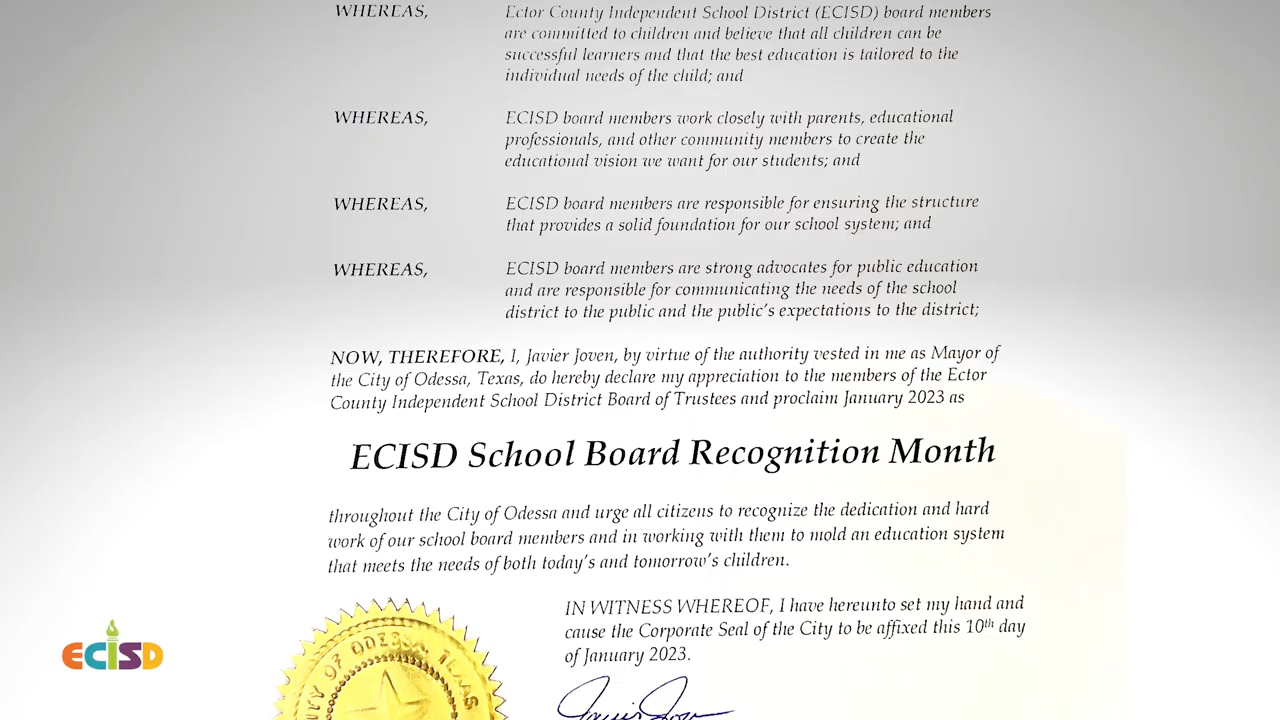 WHEREAS, Ector County Independent School District (ECISD) board members
are committed to children and believe that all children can be
successful learners and that the best education is tailored to the
individual needs of the child; and
WHEREAS, ECISD board members work closely with parents, educational
professionals, and other community members to create the
educational vision we want for our students; and
WHEREAS, ECISD board members are responsible for ensuring the structure
that provides a solid foundation for our school system; and
WHEREAS, ECISD board members are strong advocates for public education
and are responsible for communicating the needs of the school
district to the public and the public's expectations to the district;
NOW, THEREFORE, I, Javier Joven, by virtue of the authority vested in me as Mayor of
the City of Odessa, Texas, do hereby declare my appreciation to the members of the Ector
County Independent School District Board of Trustees and proclaim January 2023 as
ECISD School Board Recognition Month
throughout the City of Odessa and urge all citizens to recognize the dedication and hard
work of our school board members and in working with them to mold an education system
that meets the needs of both today's and tomorrow's children.
IN WITNESS WHEREOF, I have hereunto set my hand and
cause the Corporate Seal of the City to be affixed this 10th day
of January 2023.
OF ODESSA, TEXAS
Javier Joven
ECISD